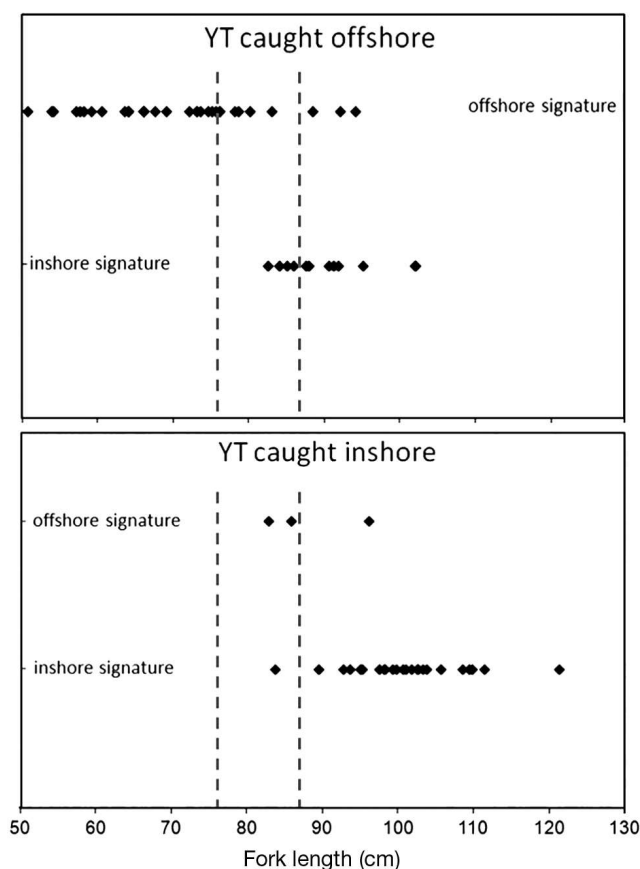 YT caught offshore
offshore signature
inshore signature
YT caught inshore
offshore signature
inshore signature
50 60 70 80 90 100 110 120 130
Fork length (cm)